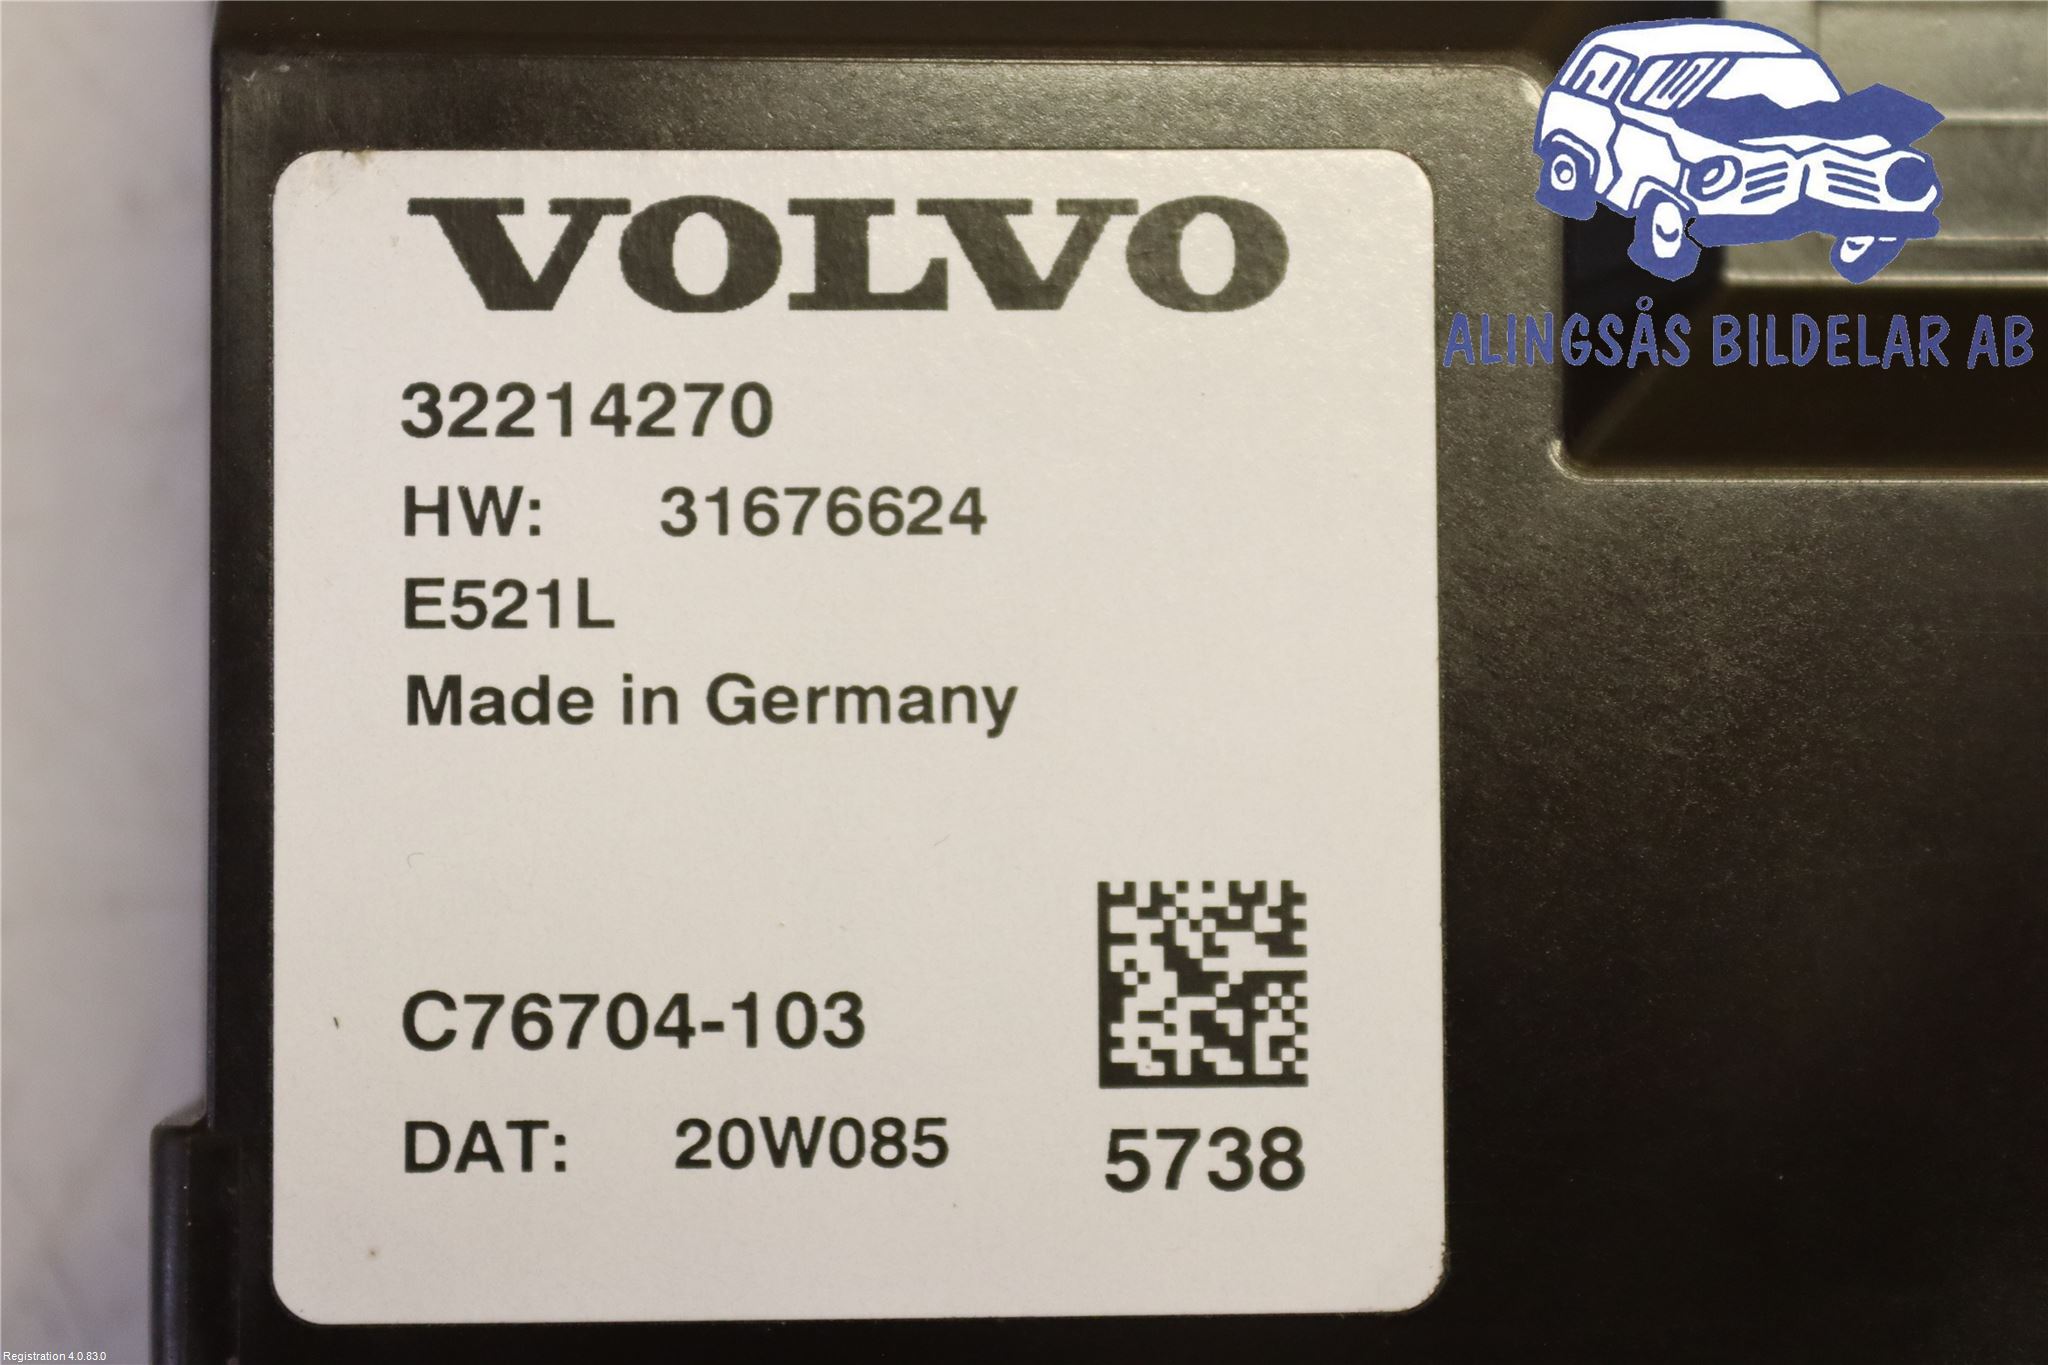 VOLVO
32214270
HW: 31676624
E521L
Made in Germany
C76704-103
DAT: 20W085
5738
ALINGSÅS BILDELAR AB
Registration 4.0.83.0